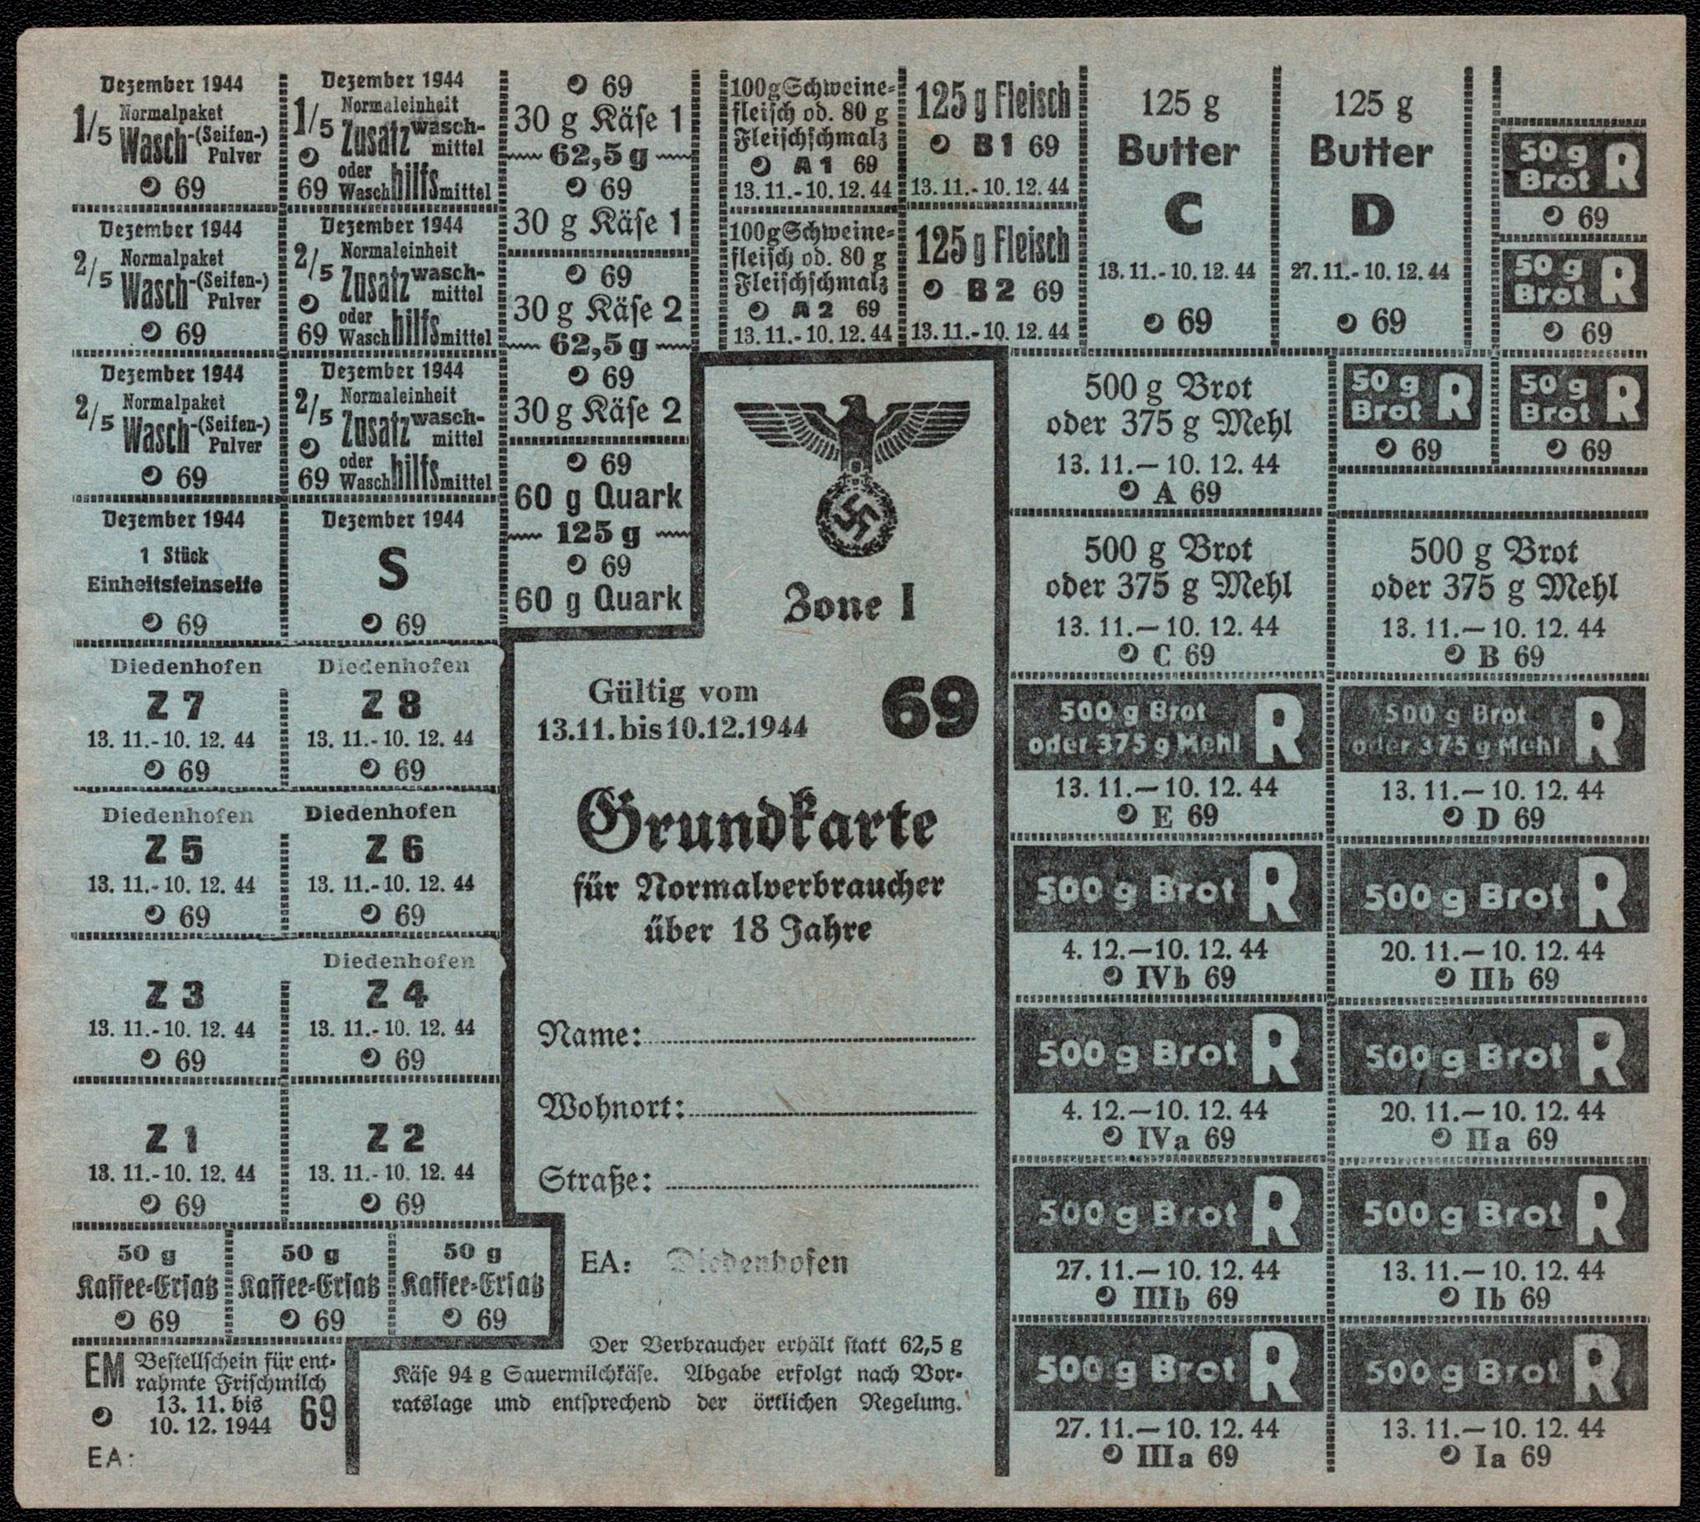 Dezember 1944
1/5 Normalpaket
Wasch-(Seifen-)
Pulver
69
Dezember 1944
1/5 Normaleinheit
Zusatzwasch-
mittel
oder
69 Waschhilfsmittel
69
30 g Käse 1
62,5 g
69
30 g Käse 1
100g Schweine-
fleisch od. 80 g
Fleischschmalz
A 1 69
13. 11. - 10. 12. 44
125 g Fleisch
B 1 69
13. 11. - 10. 12. 44
125 g
Butter
C
13. 11. - 10. 12. 44
69
125 g
Butter
D
27. 11. - 10. 12. 44
69
50 g
Brot R
69
Dezember 1944
2/5 Normalpaket
Wasch-(Seifen-)
Pulver
69
Dezember 1944
2/5 Normaleinheit
Zusatzwasch-
mittel
oder
69 Waschhilfsmittel
69
30 g Käse 2
62,5 g
69
30 g Käse 2
100g Schweine-
fleisch od. 80 g
Fleischschmalz
A 2 69
13. 11. - 10. 12. 44
125 g Fleisch
B 2 69
13. 11. - 10. 12. 44
50 g
Brot R
69
Dezember 1944
2/5 Normalpaket
Wasch-(Seifen-)
Pulver
69
Dezember 1944
2/5 Normaleinheit
Zusatzwasch-
mittel
oder
69 Waschhilfsmittel
69
60 g Quark
125 g
69
60 g Quark
500 g Brot
oder 375 g Mehl
13. 11. — 10. 12. 44
A 69
50 g
Brot R
69
50 g
Brot R
69
Dezember 1944
1 Stück
Einheitsfeinseife
69
Dezember 1944
S
69
Zone I
500 g Brot
oder 375 g Mehl
13. 11. — 10. 12. 44
C 69
500 g Brot
oder 375 g Mehl
13. 11. — 10. 12. 44
B 69
Diedenhofen
Z 7
13. 11. - 10. 12. 44
69
Diedenhofen
Z 8
13. 11. - 10. 12. 44
69
Gültig vom
13.11. bis 10.12.1944
69
500 g Brot
oder 375 g Mehl R
13. 11. — 10. 12. 44
E 69
500 g Brot
oder 375 g Mehl R
13. 11. — 10. 12. 44
D 69
Diedenhofen
Z 5
13. 11. - 10. 12. 44
69
Diedenhofen
Z 6
13. 11. - 10. 12. 44
69
Grundkarte
für Normalverbraucher
über 18 Jahre
500 g Brot R
4. 12. — 10. 12. 44
IVb 69
500 g Brot R
20. 11. — 10. 12. 44
IIb 69
Z 3
13. 11. - 10. 12. 44
69
Diedenhofen
Z 4
13. 11. - 10. 12. 44
69
Name:
Wohnort:
Straße:
500 g Brot R
4. 12. — 10. 12. 44
IVa 69
500 g Brot R
20. 11. — 10. 12. 44
IIa 69
Z 1
13. 11. - 10. 12. 44
69
Z 2
13. 11. - 10. 12. 44
69
EA: Diedenhofen
500 g Brot R
27. 11. — 10. 12. 44
IIIb 69
500 g Brot R
13. 11. — 10. 12. 44
Ib 69
50 g
Kaffee-Ersatz
69
50 g
Kaffee-Ersatz
69
50 g
Kaffee-Ersatz
69
Der Verbraucher erhält statt 62,5 g
Käse 94 g Sauermilchkäse. Abgabe erfolgt nach Vor-
ratslage und entsprechend der örtlichen Regelung.
500 g Brot R
27. 11. — 10. 12. 44
IIIa 69
500 g Brot R
13. 11. — 10. 12. 44
Ia 69
EM Bestellschein für ent-
rahmte Frischmilch
13. 11. bis
10. 12. 1944 69
EA: